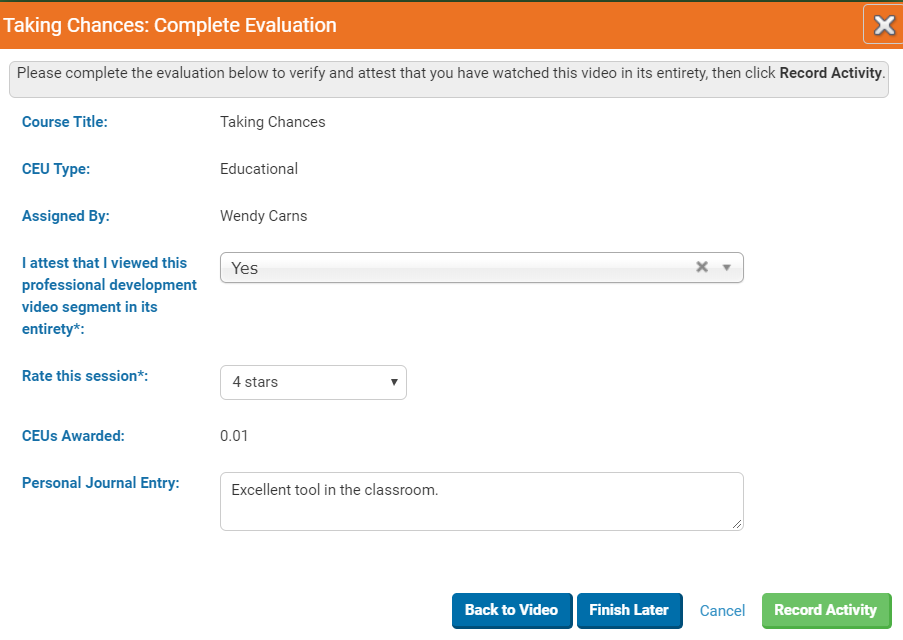 Taking Chances: Complete Evaluation
Please complete the evaluation below to verify and attest that you have watched this video in its entirety, then click Record Activity.
Course Title: Taking Chances
CEU Type: Educational
Assigned By: Wendy Carns
I attest that I viewed this
professional development
video segment in its
entirety*:
Yes
Rate this session*: 4 stars
CEUs Awarded: 0.01
Personal Journal Entry: Excellent tool in the classroom.
Back to Video Finish Later Cancel Record Activity